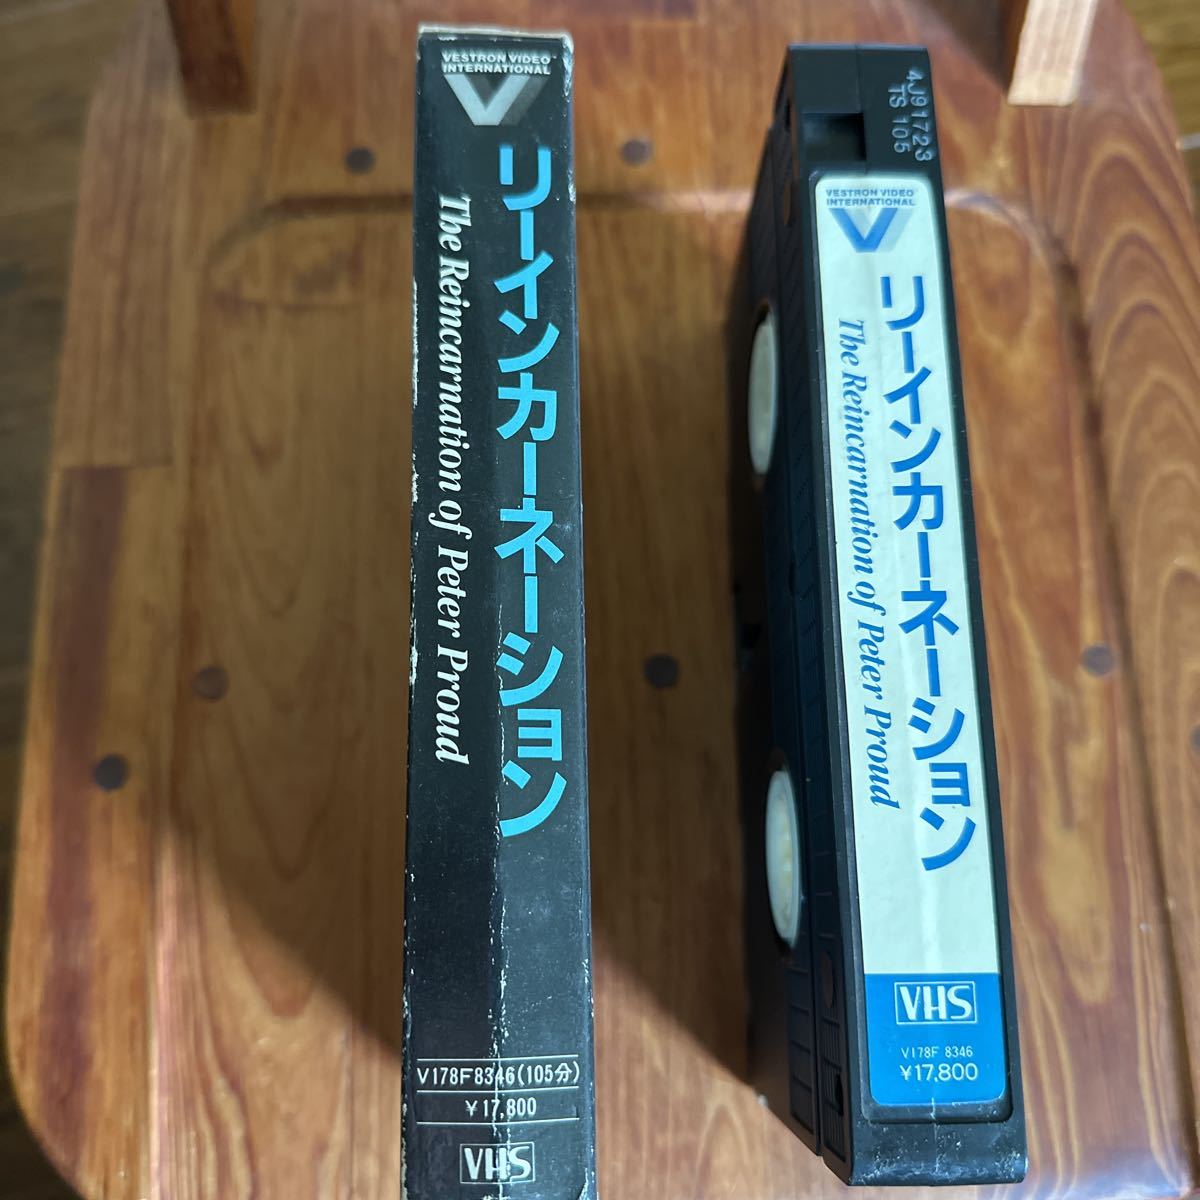 VESTRON VIDEO™
INTERNATIONAL
V
リーインカーネーション
The Reincarnation of Peter Proud
V178F8346(105分)
¥17,800
VHS
4J91723
TS 105
VESTRON VIDEO™
INTERNATIONAL
V
リーインカーネーション
The Reincarnation of Peter Proud
VHS
V178F 8346
¥17,800